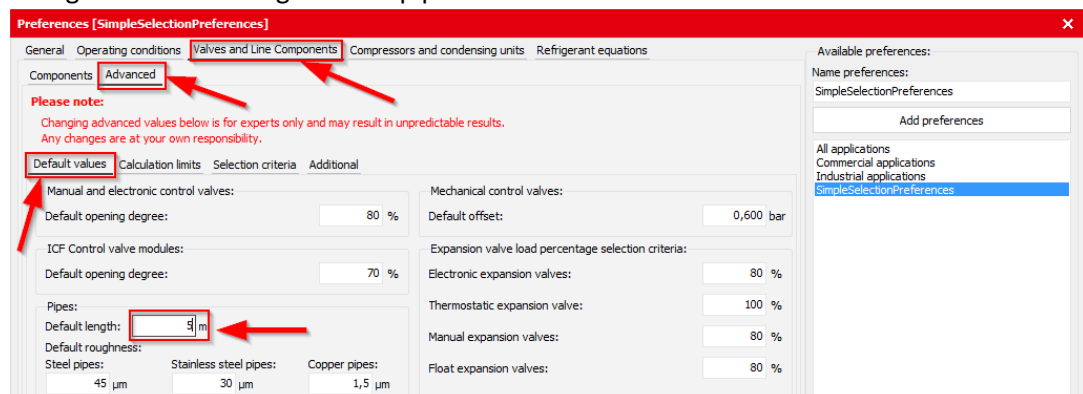 Preferences [SimpleSelectionPreferences]
General Operating conditions Valves and Line Components Compressors and condensing units Refrigerant equations
Components Advanced
Please note:
Changing advanced values below is for experts only and may result in unpredictable results.
Any changes are at your own responsibility.
Default values Calculation limits Selection criteria Additional
Manual and electronic control valves:
Default opening degree: 80 %
ICF Control valve modules:
Default opening degree: 70 %
Pipes:
Default length: 5 m
Default roughness:
Steel pipes: Stainless steel pipes: Copper pipes:
45 µm 30 µm 1,5 µm
Mechanical control valves:
Default offset: 0,600 bar
Expansion valve load percentage selection criteria:
Electronic expansion valves: 80 %
Thermostatic expansion valve: 100 %
Manual expansion valves: 80 %
Float expansion valves: 80 %
Available preferences:
Name preferences:
SimpleSelectionPreferences
Add preferences
All applications
Commercial applications
Industrial applications
SimpleSelectionPreferences